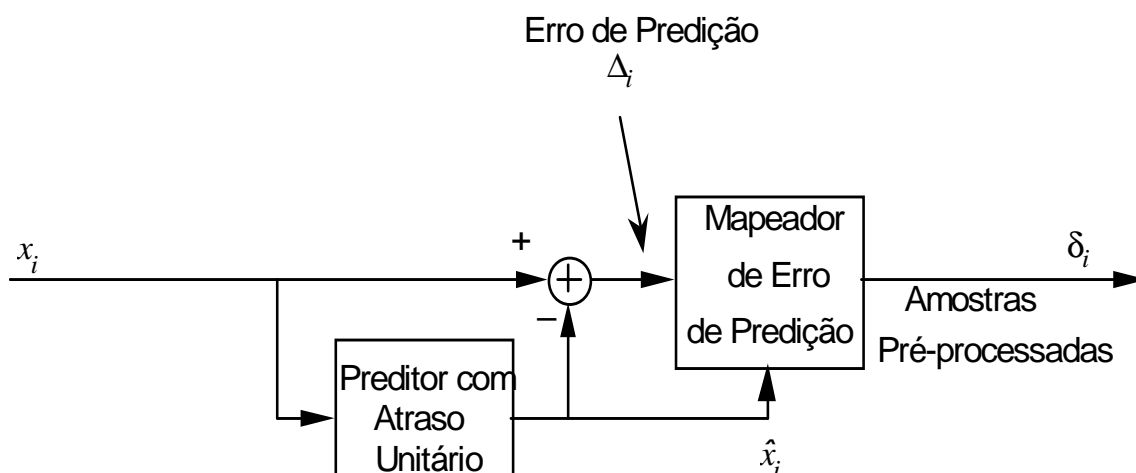 Erro de Predição
Δi
xi
+
+
−
Mapeador
de Erro
de Predição
δi
Amostras
Pré-processadas
Preditor com
Atraso
Unitário
x̂i